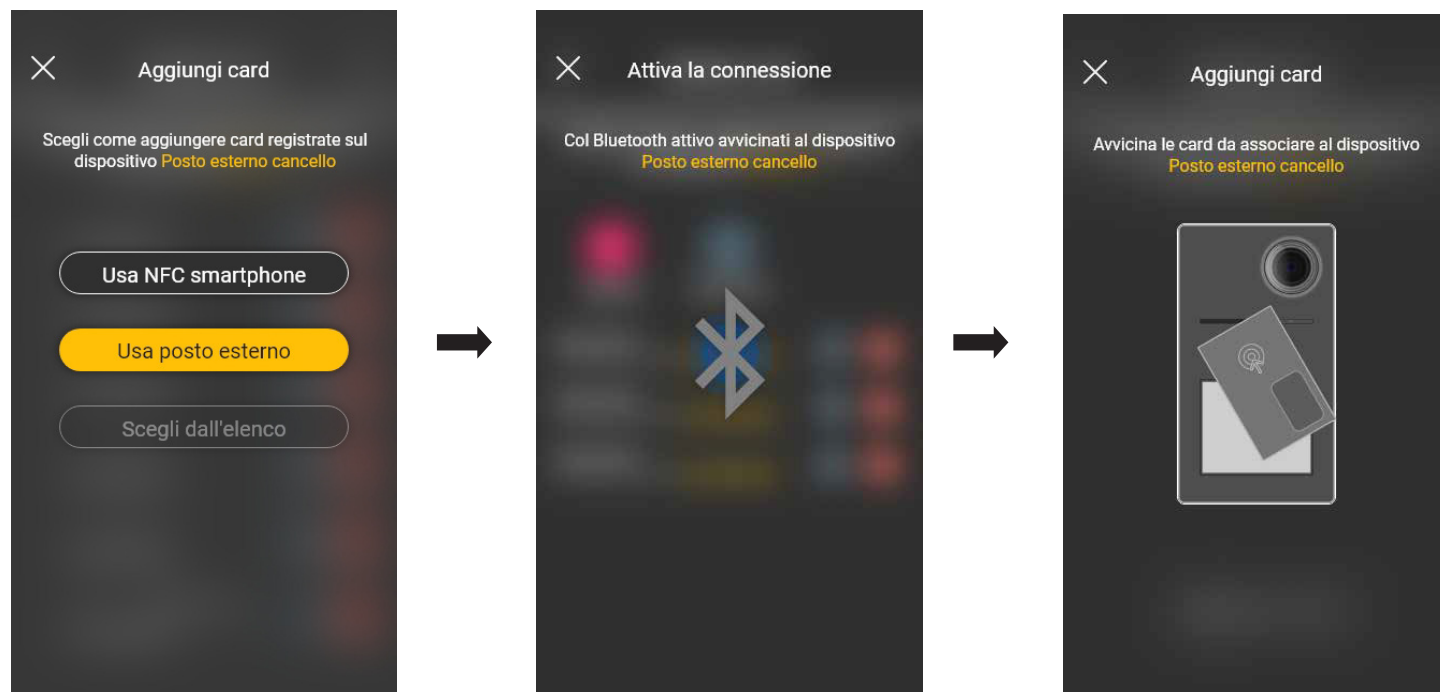 Aggiungi card
Scegli come aggiungere card registrate sul
dispositivo Posto esterno cancello
Usa NFC smartphone
Usa posto esterno
Scegli dall'elenco
Attiva la connessione
Col Bluetooth attivo avvicinati al dispositivo
Posto esterno cancello
Aggiungi card
Avvicina le card da associare al dispositivo
Posto esterno cancello